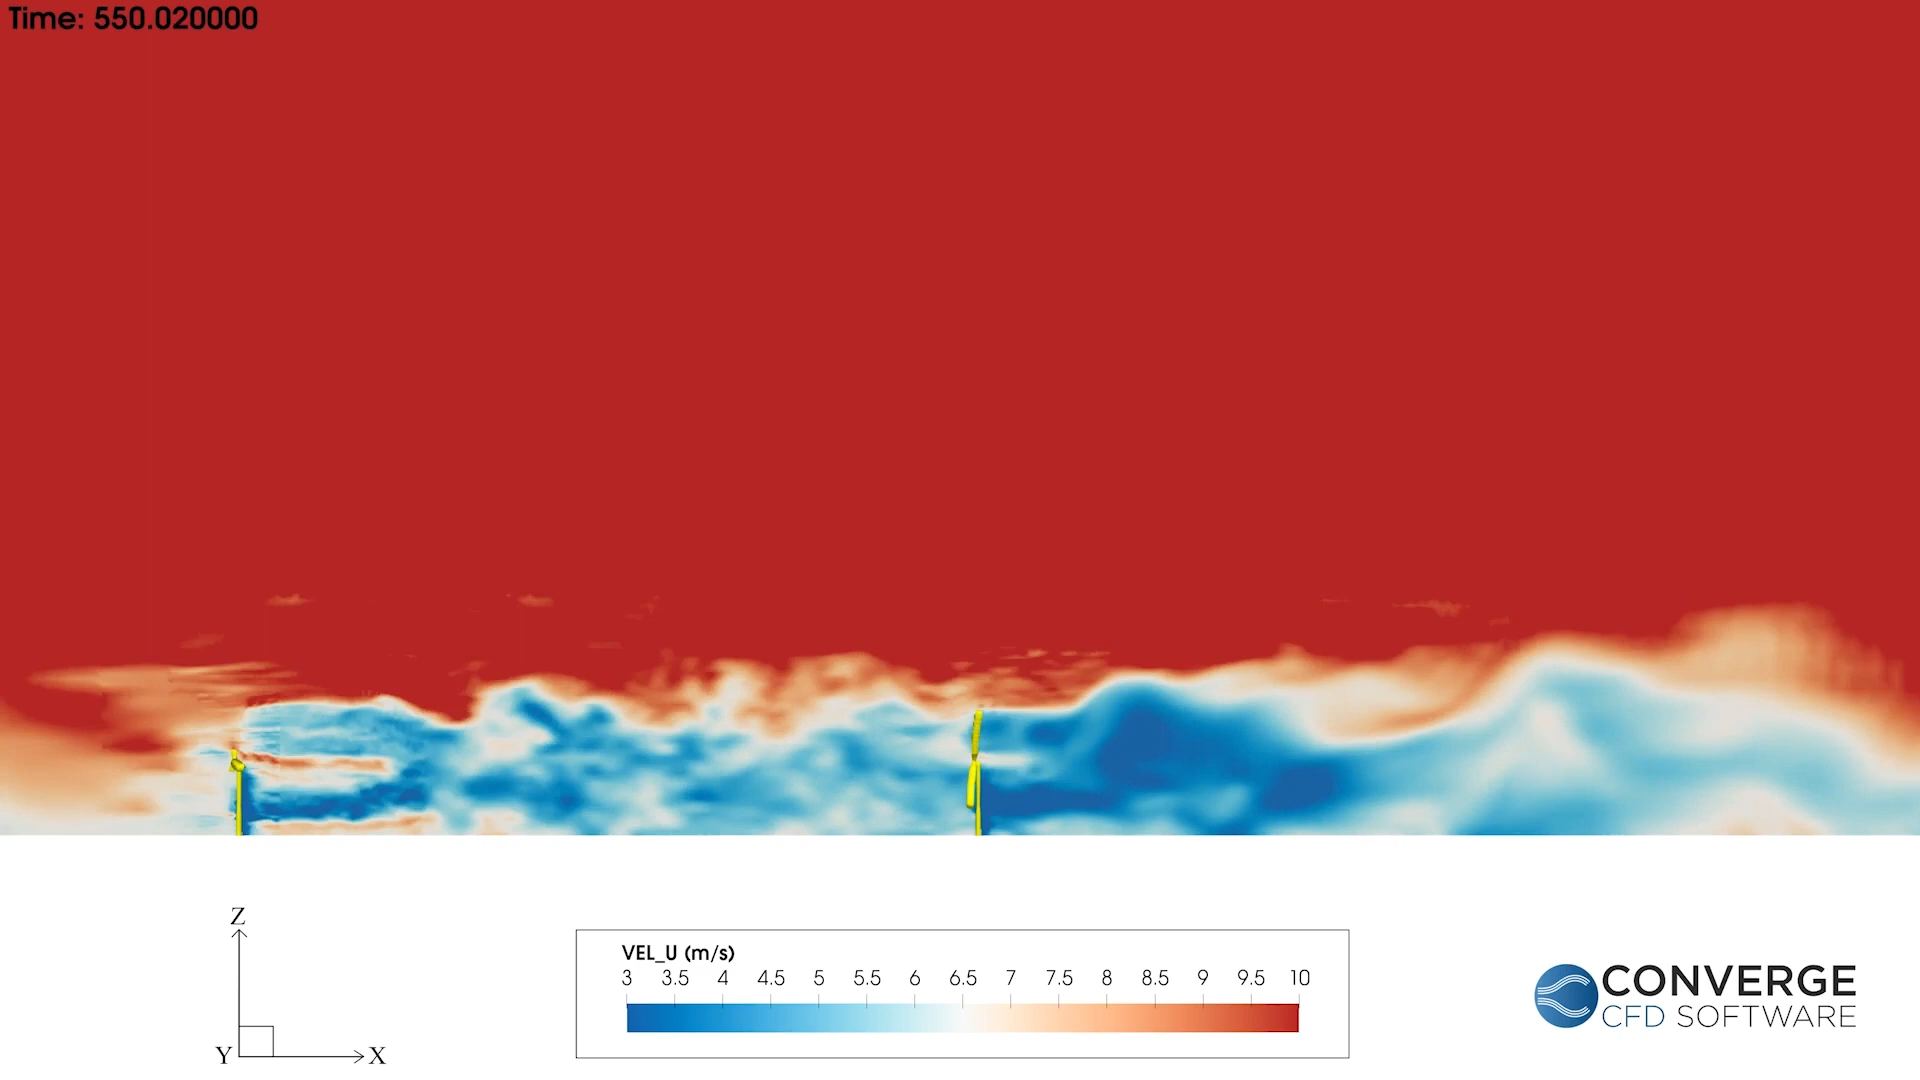 Time: 550.020000
Z
Y
X
VEL_U (m/s)
3 3.5 4 4.5 5 5.5 6 6.5 7 7.5 8 8.5 9 9.5 10
CONVERGE
CFD SOFTWARE